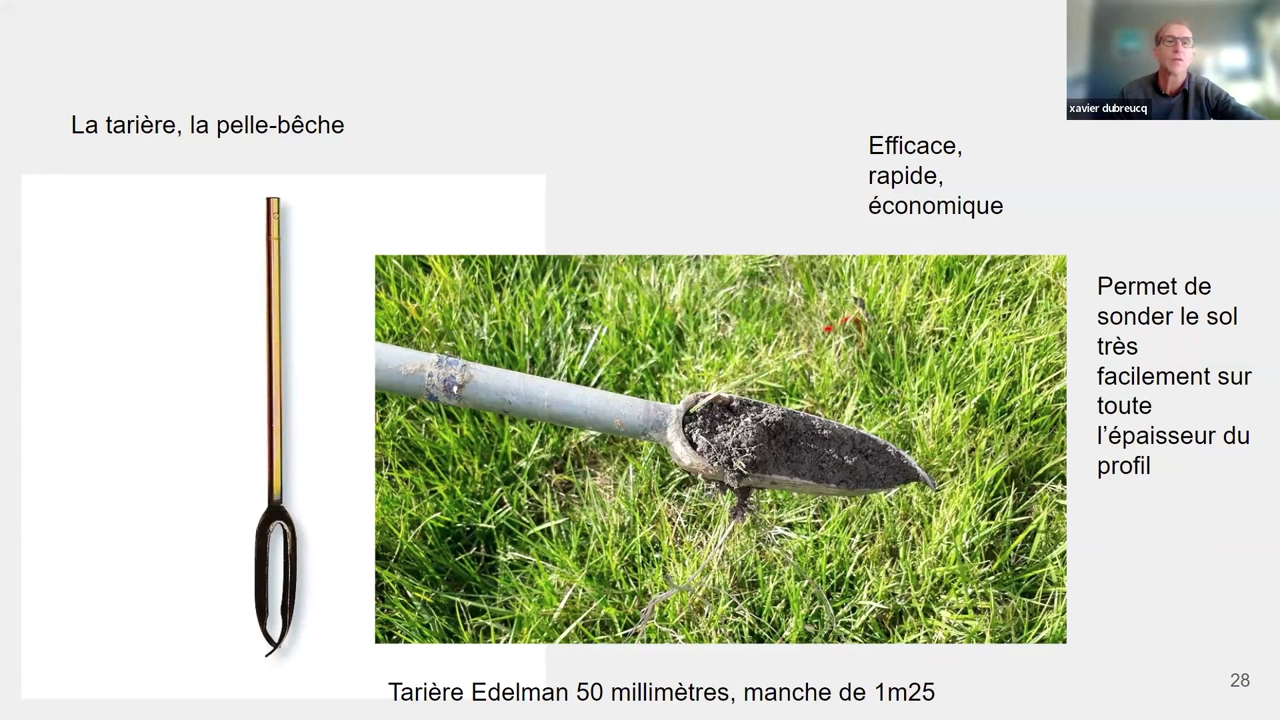 xavier dubreucq
La tarière, la pelle-bêche
Efficace,
rapide,
économique
Permet de
sonder le sol
très
facilement sur
toute
l’épaisseur du
profil
Tarière Edelman 50 millimètres, manche de 1m25
28